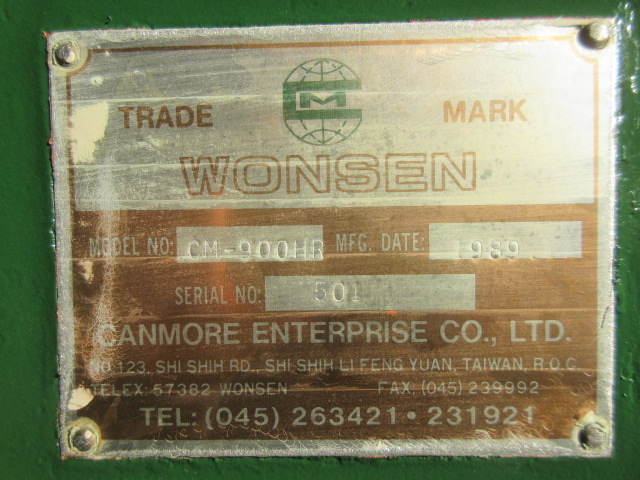 CM
TRADE MARK
WONSEN
MODEL NO: CM-900HR MFG. DATE: 1989
SERIAL NO: 501
CANMORE ENTERPRISE CO., LTD.
NO.123, SHI SHIH RD., SHI SHIH LI FENG YUAN, TAIWAN, R.O.C
TELEX: 57382 WONSEN FAX: (045) 239992
TEL: (045) 263421 • 231921